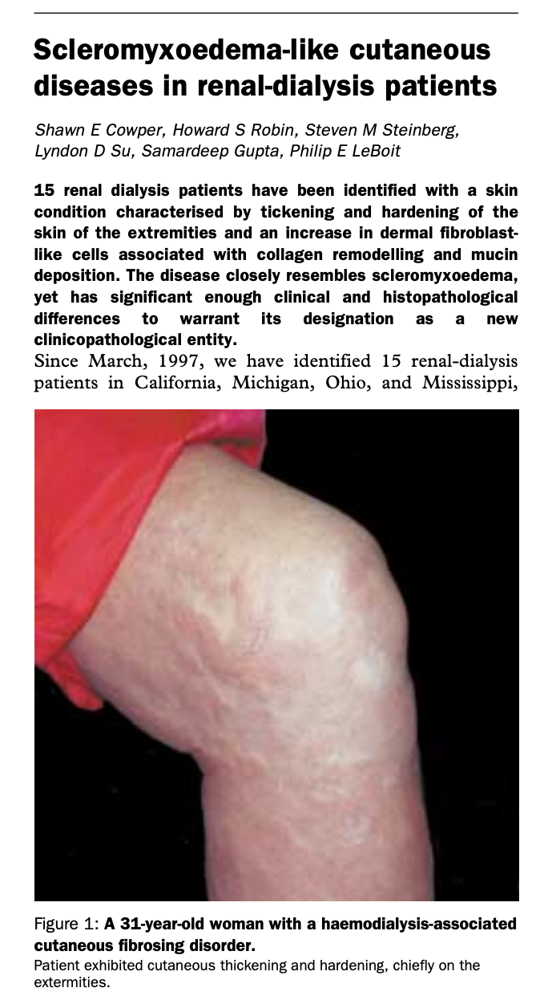 Scleromyxoedema-like cutaneous
diseases in renal-dialysis patients
Shawn E Cowper, Howard S Robin, Steven M Steinberg,
Lyndon D Su, Samardeep Gupta, Philip E LeBoit
15 renal dialysis patients have been identified with a skin
condition characterised by tickening and hardening of the
skin of the extremities and an increase in dermal fibroblast-
like cells associated with collagen remodelling and mucin
deposition. The disease closely resembles scleromyxoedema,
yet has significant enough clinical and histopathological
differences to warrant its designation as a new
clinicopathological entity.
Since March, 1997, we have identified 15 renal-dialysis
patients in California, Michigan, Ohio, and Mississippi,
Figure 1: A 31-year-old woman with a haemodialysis-associated
cutaneous fibrosing disorder.
Patient exhibited cutaneous thickening and hardening, chiefly on the
extermities.